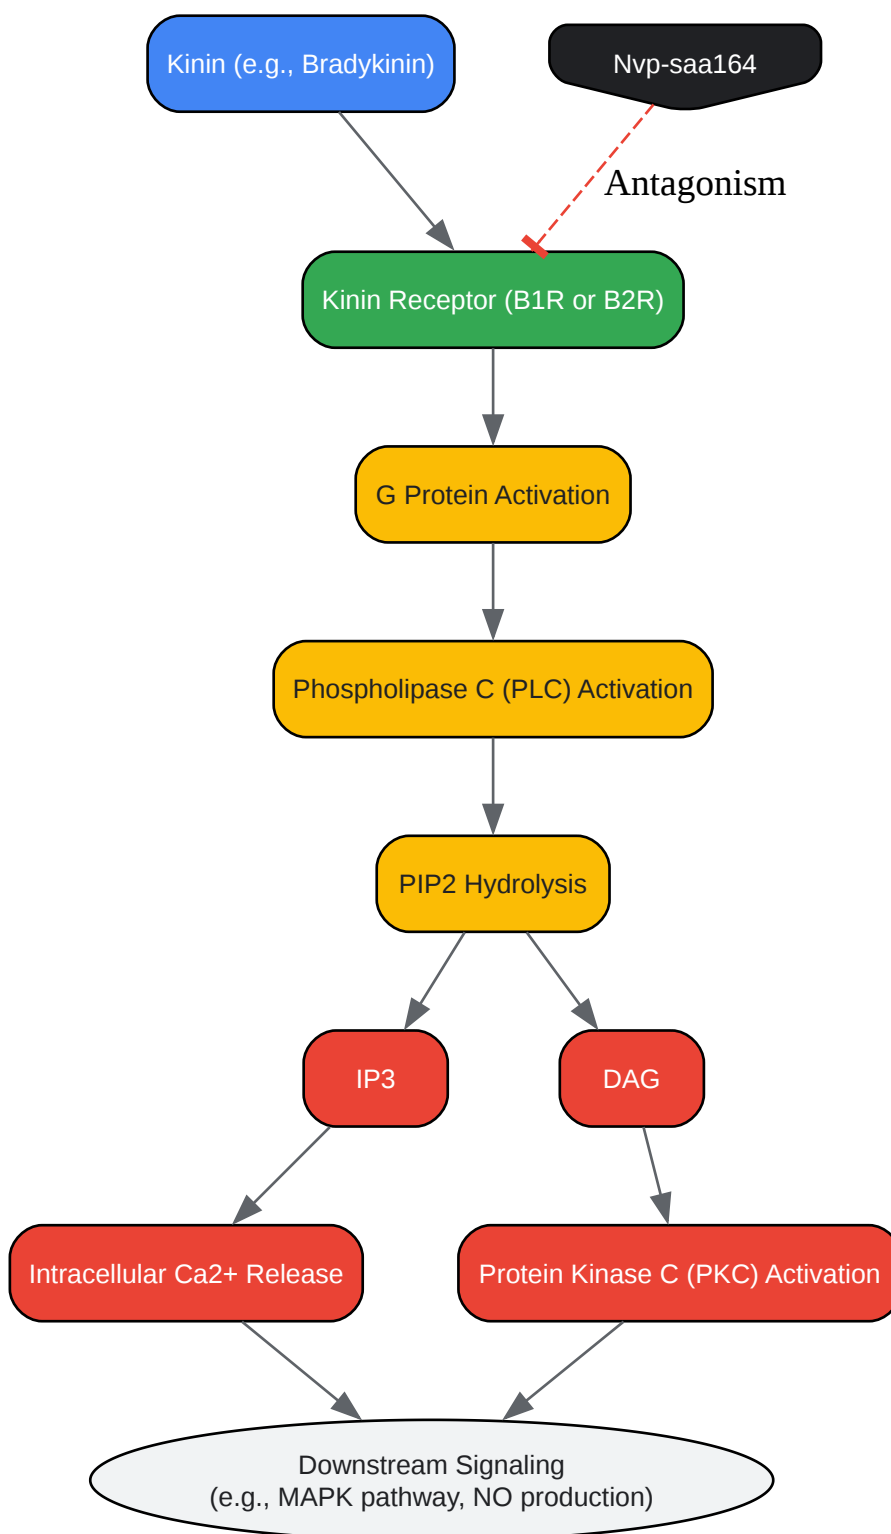 Kinin (e.g., Bradykinin)
Nvp-saa164
Antagonism
Kinin Receptor (B1R or B2R)
G Protein Activation
Phospholipase C (PLC) Activation
PIP2 Hydrolysis
IP3
DAG
Intracellular Ca2+ Release
Protein Kinase C (PKC) Activation
Downstream Signaling
(e.g., MAPK pathway, NO production)